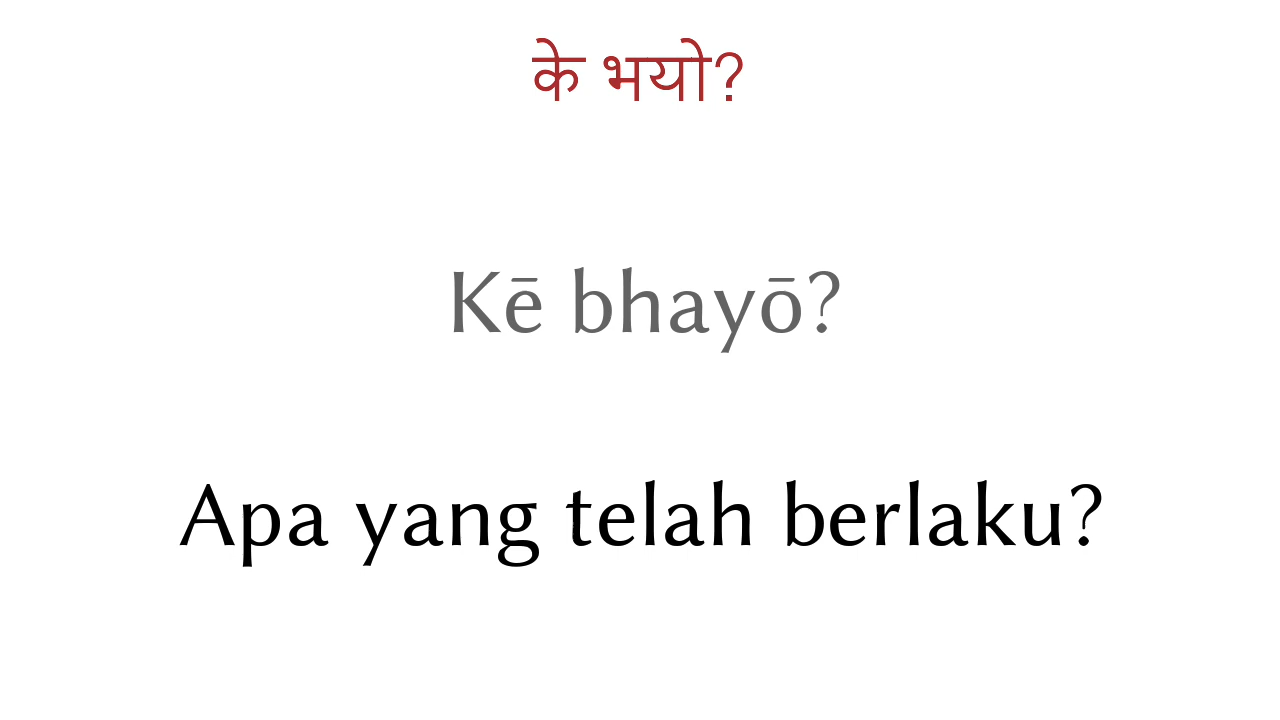 के भयो?
Kē bhayō?
Apa yang telah berlaku?